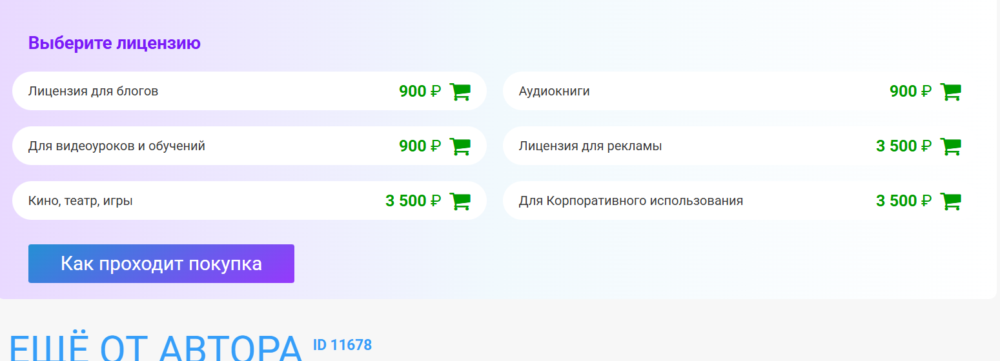 Выберите лицензию
Лицензия для блогов 900 ₽
Аудиокниги 900 ₽
Для видеоуроков и обучений 900 ₽
Лицензия для рекламы 3 500 ₽
Кино, театр, игры 3 500 ₽
Для Корпоративного использования 3 500 ₽
Как проходит покупка
ЕЩЁ ОТ АВТОРА ID 11678